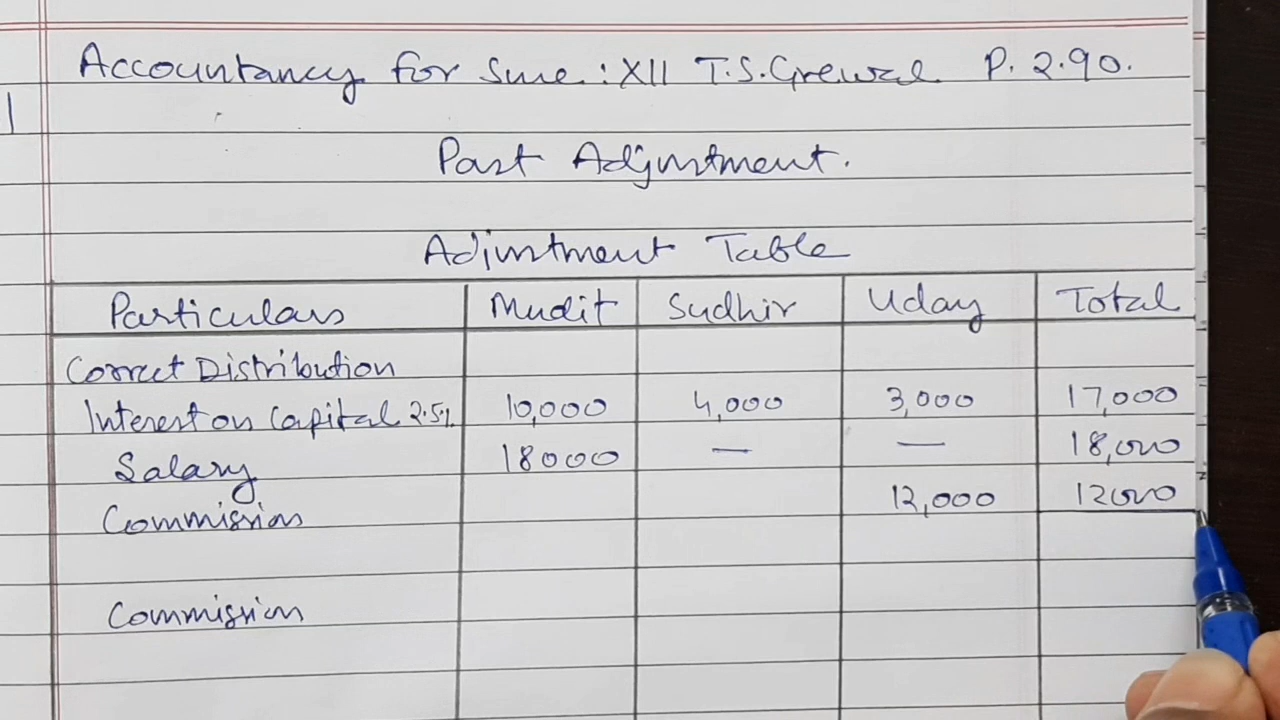 Accountancy for Sure.: XII T.S. Grewal P. 2.90.
Past Adjustment.
Adjustment Table
Particulars Mudit Sudhir Uday Total
Correct Distribution
Interest on Capital 2.5%. 10,000 4,000 3,000 17,000
Salary 18000 — — 18,000
Commission 12,000 12000
Commission